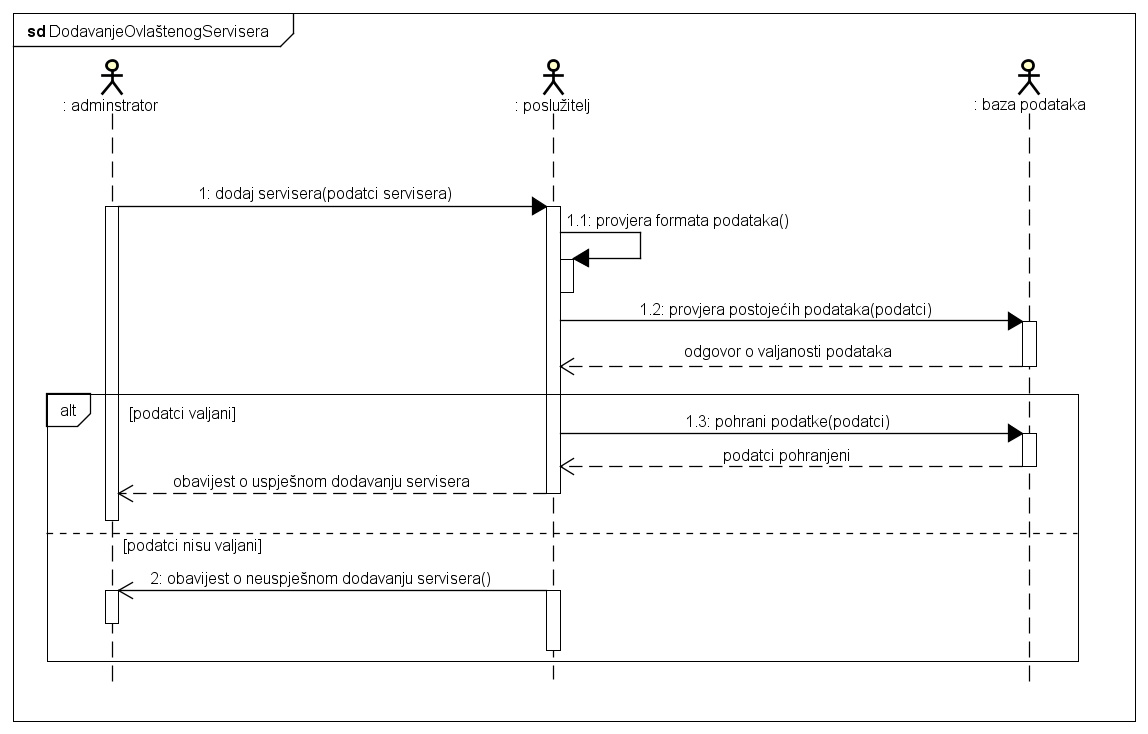 sd DodavanjeOvlaštenogServisera
: adminstrator
: poslužitelj
: baza podataka
1: dodaj servisera(podatci servisera)
1.1: provjera formata podataka()
1.2: provjera postojećih podataka(podatci)
odgovor o valjanosti podataka
alt
[podatci valjani]
1.3: pohrani podatke(podatci)
podatci pohranjeni
obavijest o uspješnom dodavanju servisera
[podatci nisu valjani]
2: obavijest o neuspješnom dodavanju servisera()